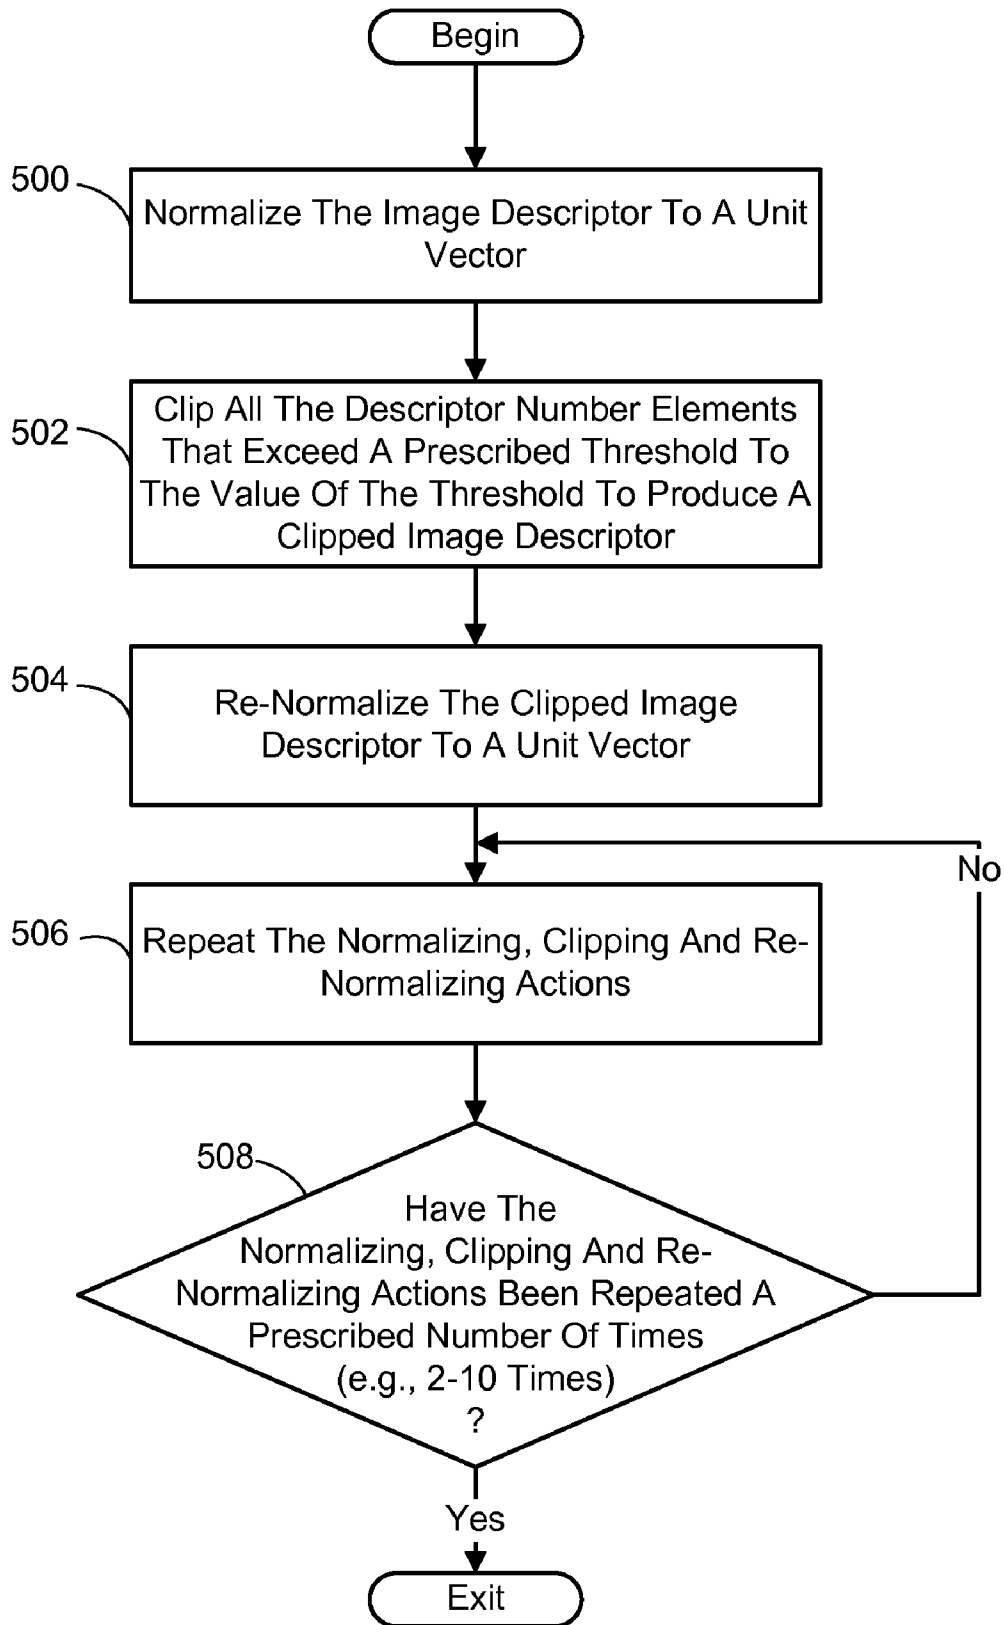 Begin
500
Normalize The Image Descriptor To A Unit
Vector
502
Clip All The Descriptor Number Elements
That Exceed A Prescribed Threshold To
The Value Of The Threshold To Produce A
Clipped Image Descriptor
504
Re-Normalize The Clipped Image
Descriptor To A Unit Vector
No
506
Repeat The Normalizing, Clipping And Re-
Normalizing Actions
508
Have The
Normalizing, Clipping And Re-
Normalizing Actions Been Repeated A
Prescribed Number Of Times
(e.g., 2-10 Times)
?
Yes
Exit